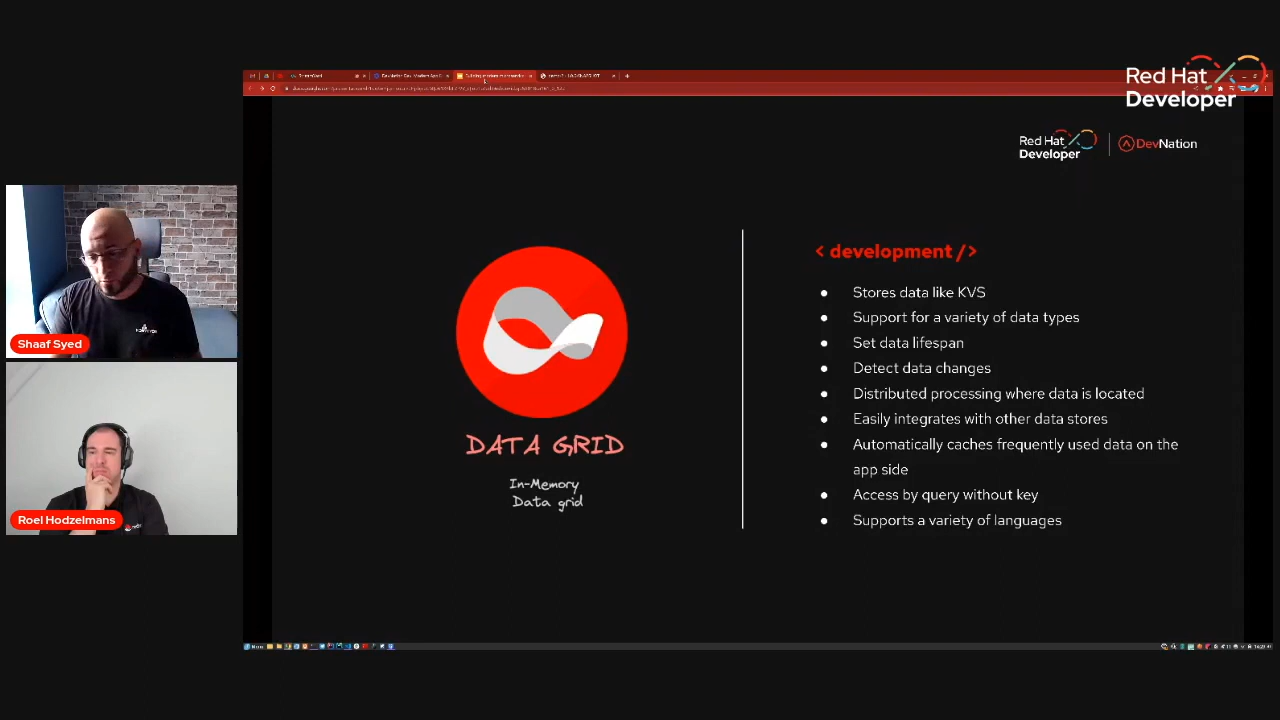 Red Hat
Developer
Red Hat
Developer
DevNation
Shaaf Syed
Roel Hodzelmans
DATA GRID
In-Memory
Data grid
< development />
● Stores data like KVS
● Support for a variety of data types
● Set data lifespan
● Detect data changes
● Distributed processing where data is located
● Easily integrates with other data stores
● Automatically caches frequently used data on the
app side
● Access by query without key
● Supports a variety of languages